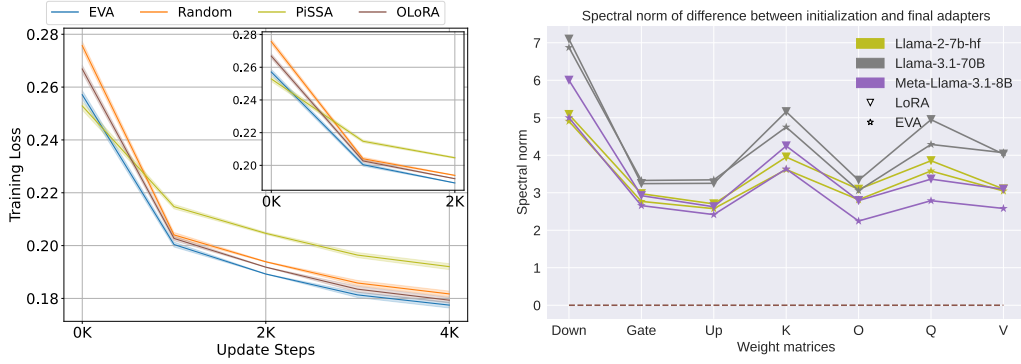 EVA Random PiSSA OLoRA
0.28
0.26
0.24
0.22
0.20
0.18
Training Loss
0K 2K 4K
Update Steps
0.28
0.26
0.24
0.22
0.20
0K 2K
Spectral norm of difference between initialization and final adapters
7
6
5
4
3
2
1
0
Spectral norm
Llama-2-7b-hf
Llama-3.1-70B
Meta-Llama-3.1-8B
LoRA
EVA
Down Gate Up K O Q V
Weight matrices